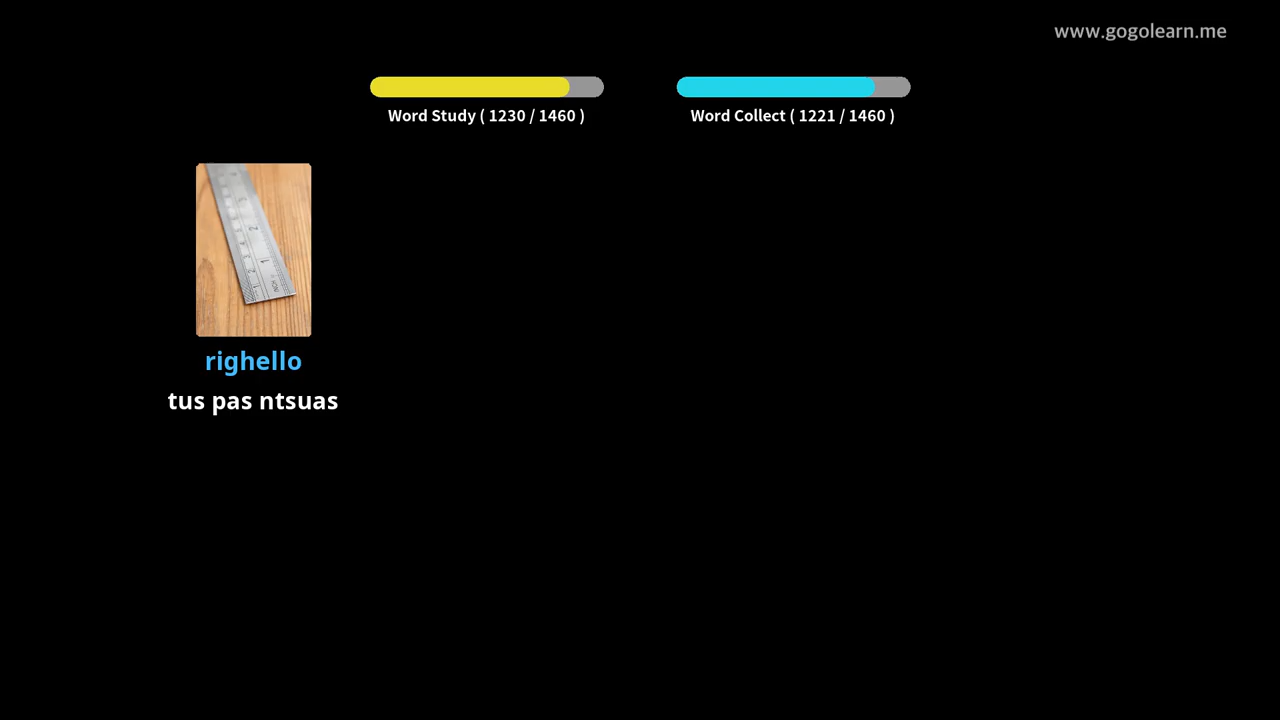 www.gogolearn.me
Word Study ( 1230 / 1460 )
Word Collect ( 1221 / 1460 )
righello
tus pas ntsuas